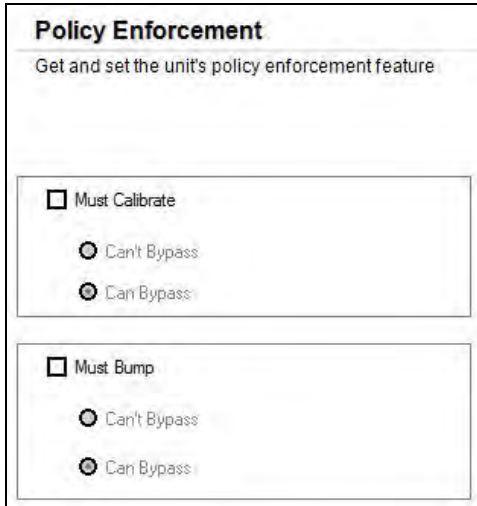 Policy Enforcement
Get and set the unit's policy enforcement feature
Must Calibrate
Can't Bypass
Can Bypass
Must Bump
Can't Bypass
Can Bypass